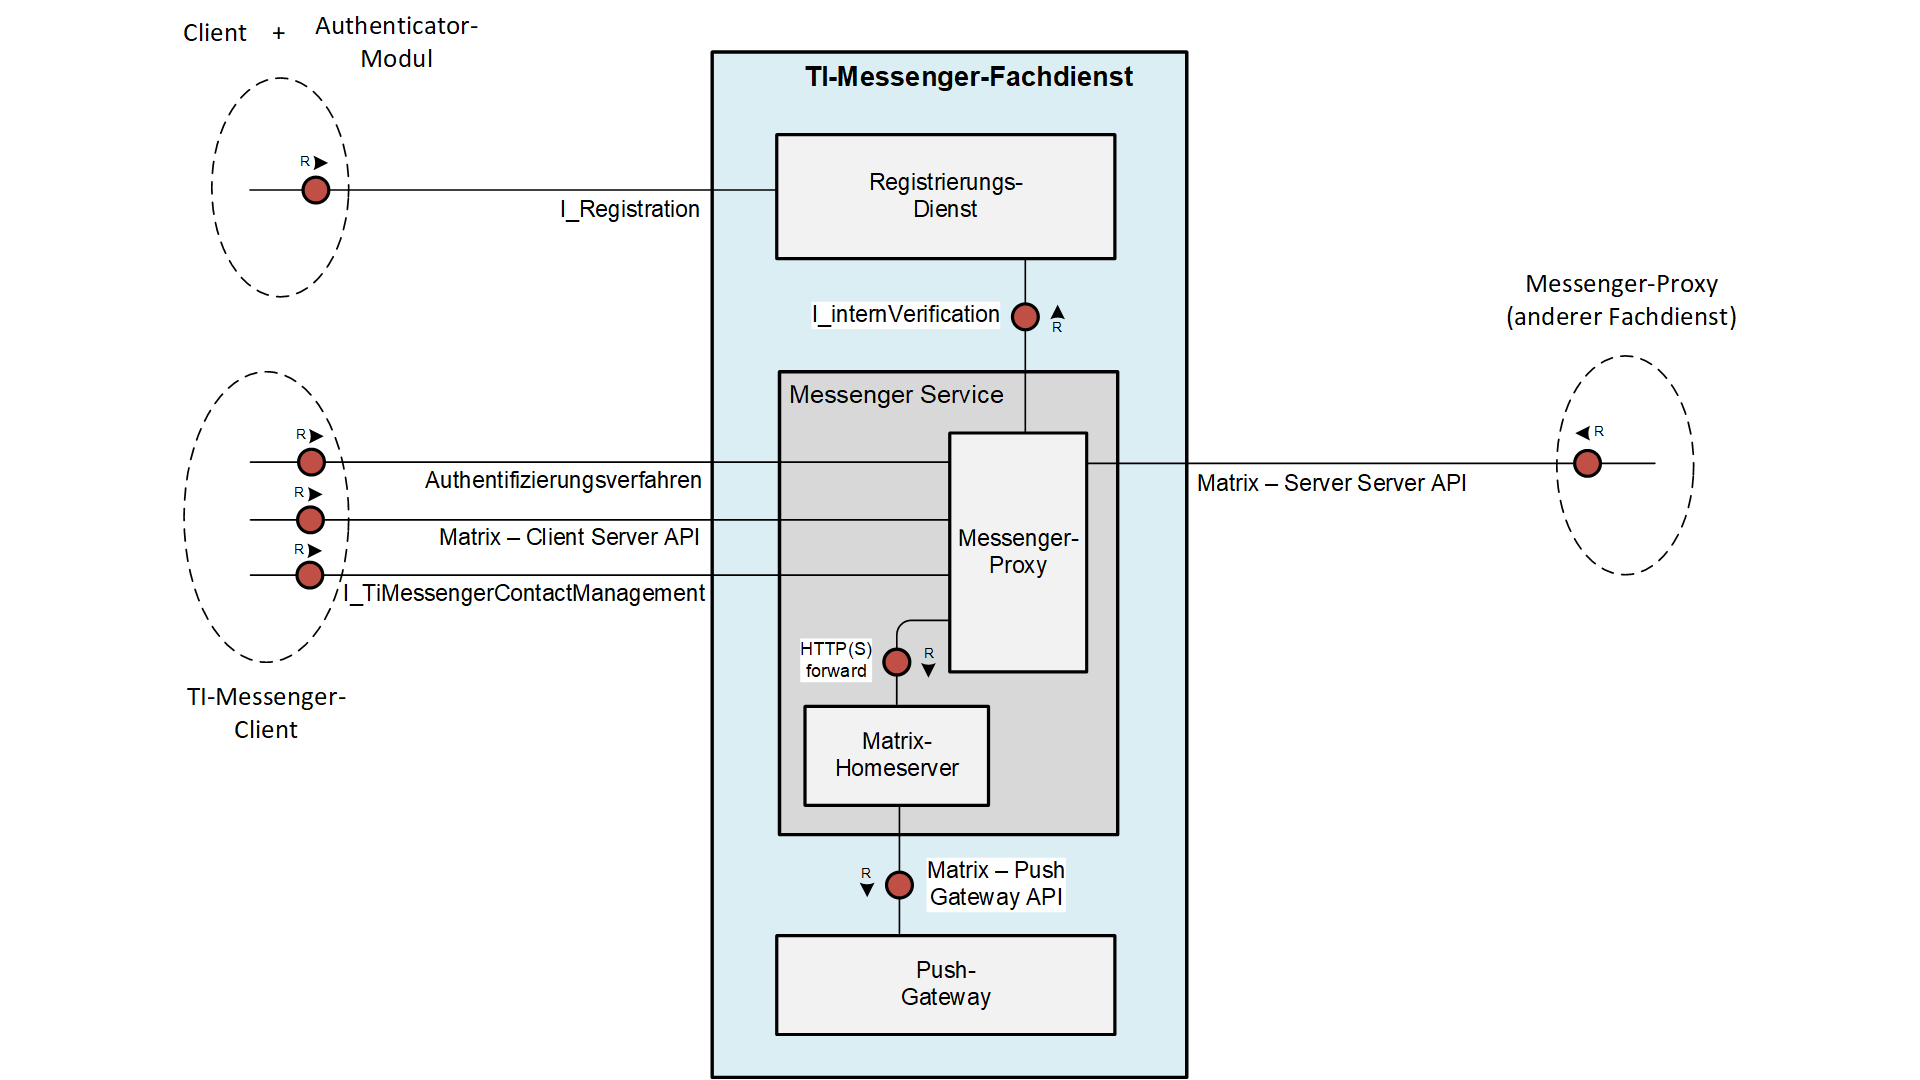 Client + Authenticator-
Modul
TI-Messenger-Fachdienst
R
Registrierungs-
Dienst
I_Registration
I_internVerification
R
Messenger-Proxy
(anderer Fachdienst)
Messenger Service
R
Authentifizierungsverfahren
R
Matrix – Client Server API
R
I_TiMessengerContactManagement
Messenger-
Proxy
R
Matrix – Server Server API
HTTP(S)
forward
R
TI-Messenger-
Client
Matrix-
Homeserver
R
Matrix – Push
Gateway API
Push-
Gateway